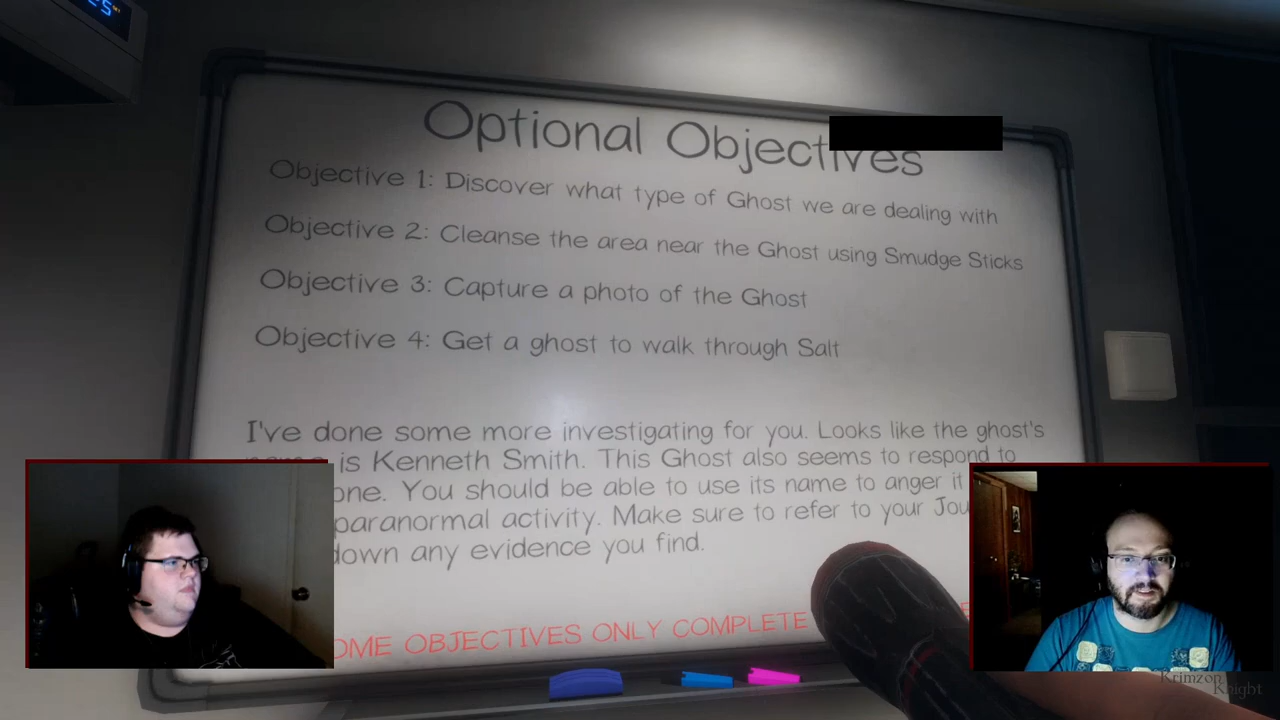 Optional Objectives
Objective 1: Discover what type of Ghost we are dealing with
Objective 2: Cleanse the area near the Ghost using Smudge Sticks
Objective 3: Capture a photo of the Ghost
Objective 4: Get a ghost to walk through Salt
I've done some more investigating for you. Looks like the ghost's
is Kenneth Smith. This Ghost also seems to respond to
one. You should be able to use its name to anger it
paranormal activity. Make sure to refer to your Jou
down any evidence you find.
OME OBJECTIVES ONLY COMPLETE
Krimzon
Knight